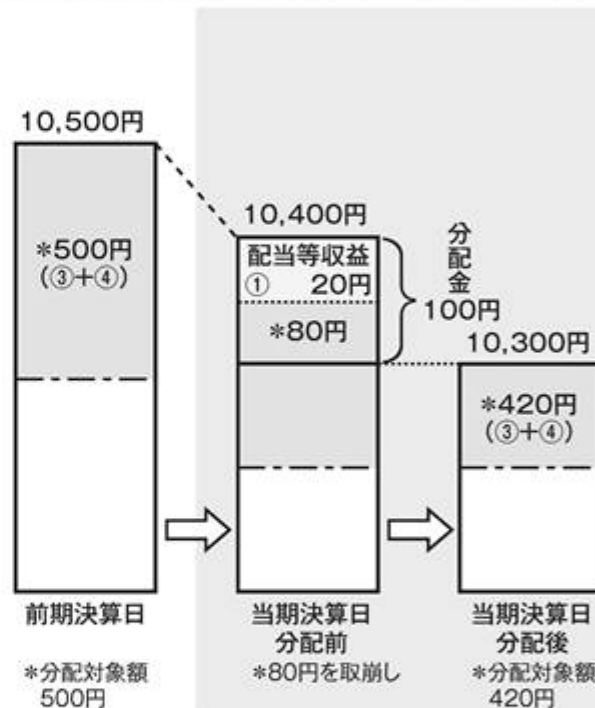 10,500円
*500円
(③+④)
10,400円
配当等収益
① 20円
*80円
分配金
100円
10,300円
*420円
(③+④)
前期決算日
*分配対象額
500円
当期決算日
分配前
*80円を取崩し
当期決算日
分配後
*分配対象額
420円